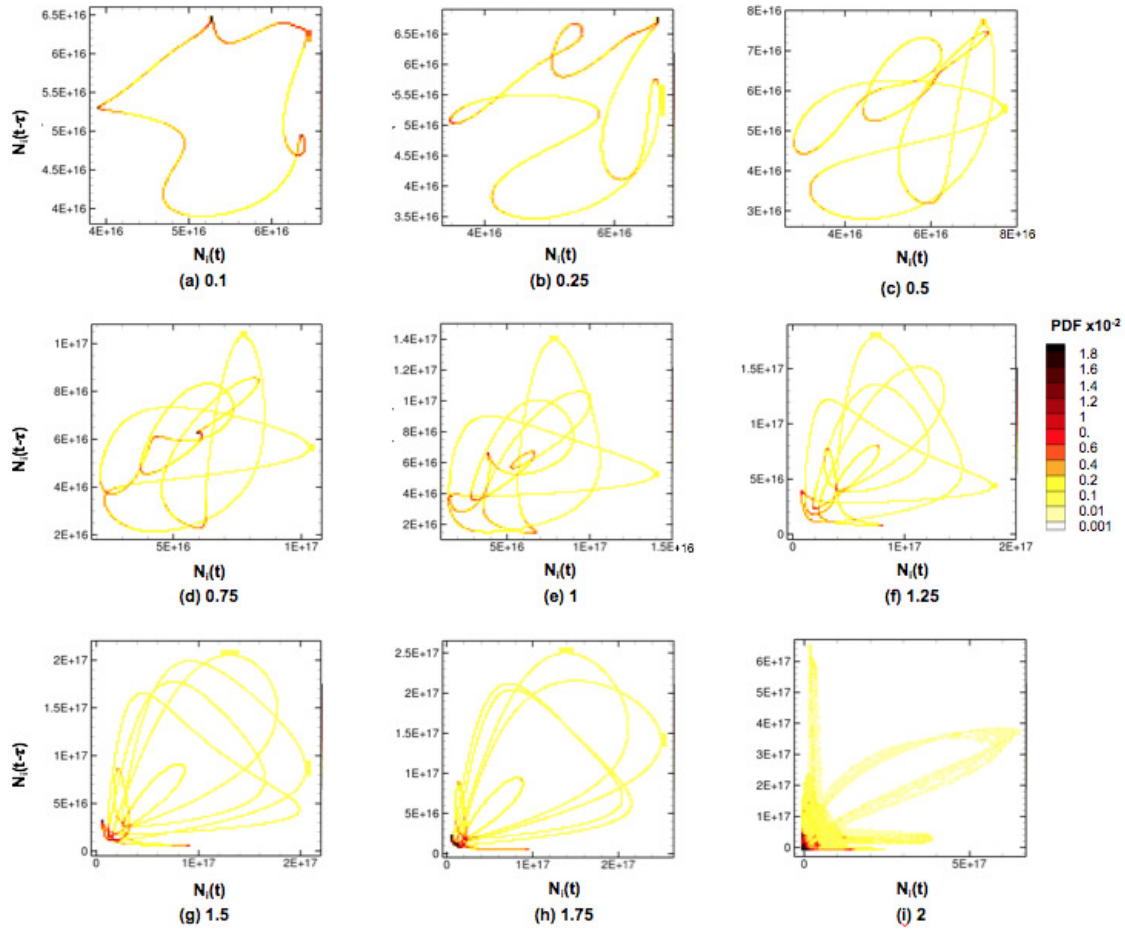 6.5E+16
6E+16
5.5E+16
5E+16
4.5E+16
4E+16
4E+16 5E+16 6E+16
N_i(t-τ)
N_i(t)
(a) 0.1
6.5E+16
6E+16
5.5E+16
5E+16
4.5E+16
4E+16
3.5E+16
4E+16 6E+16
N_i(t)
(b) 0.25
8E+16
7E+16
6E+16
5E+16
4E+16
3E+16
4E+16 6E+16 8E+16
N_i(t)
(c) 0.5
1E+17
8E+16
6E+16
4E+16
2E+16
5E+16 1E+17
N_i(t-τ)
N_i(t)
(d) 0.75
1.4E+17
1.2E+17
1E+17
8E+16
6E+16
4E+16
2E+16
5E+16 1E+17 1.5E+16
N_i(t)
(e) 1
1.5E+17
1E+17
5E+16
0
0 1E+17 2E+17
N_i(t)
(f) 1.25
PDF x10⁻²
1.8
1.6
1.4
1.2
1
0.
0.6
0.4
0.2
0.1
0.01
0.001
2E+17
1.5E+17
1E+17
5E+16
0
0 1E+17 2E+17
N_i(t-τ)
N_i(t)
(g) 1.5
2.5E+17
2E+17
1.5E+17
1E+17
5E+16
0
0 1E+17 2E+17
N_i(t)
(h) 1.75
6E+17
5E+17
4E+17
3E+17
2E+17
1E+17
0
0 5E+17
N_i(t)
(i) 2